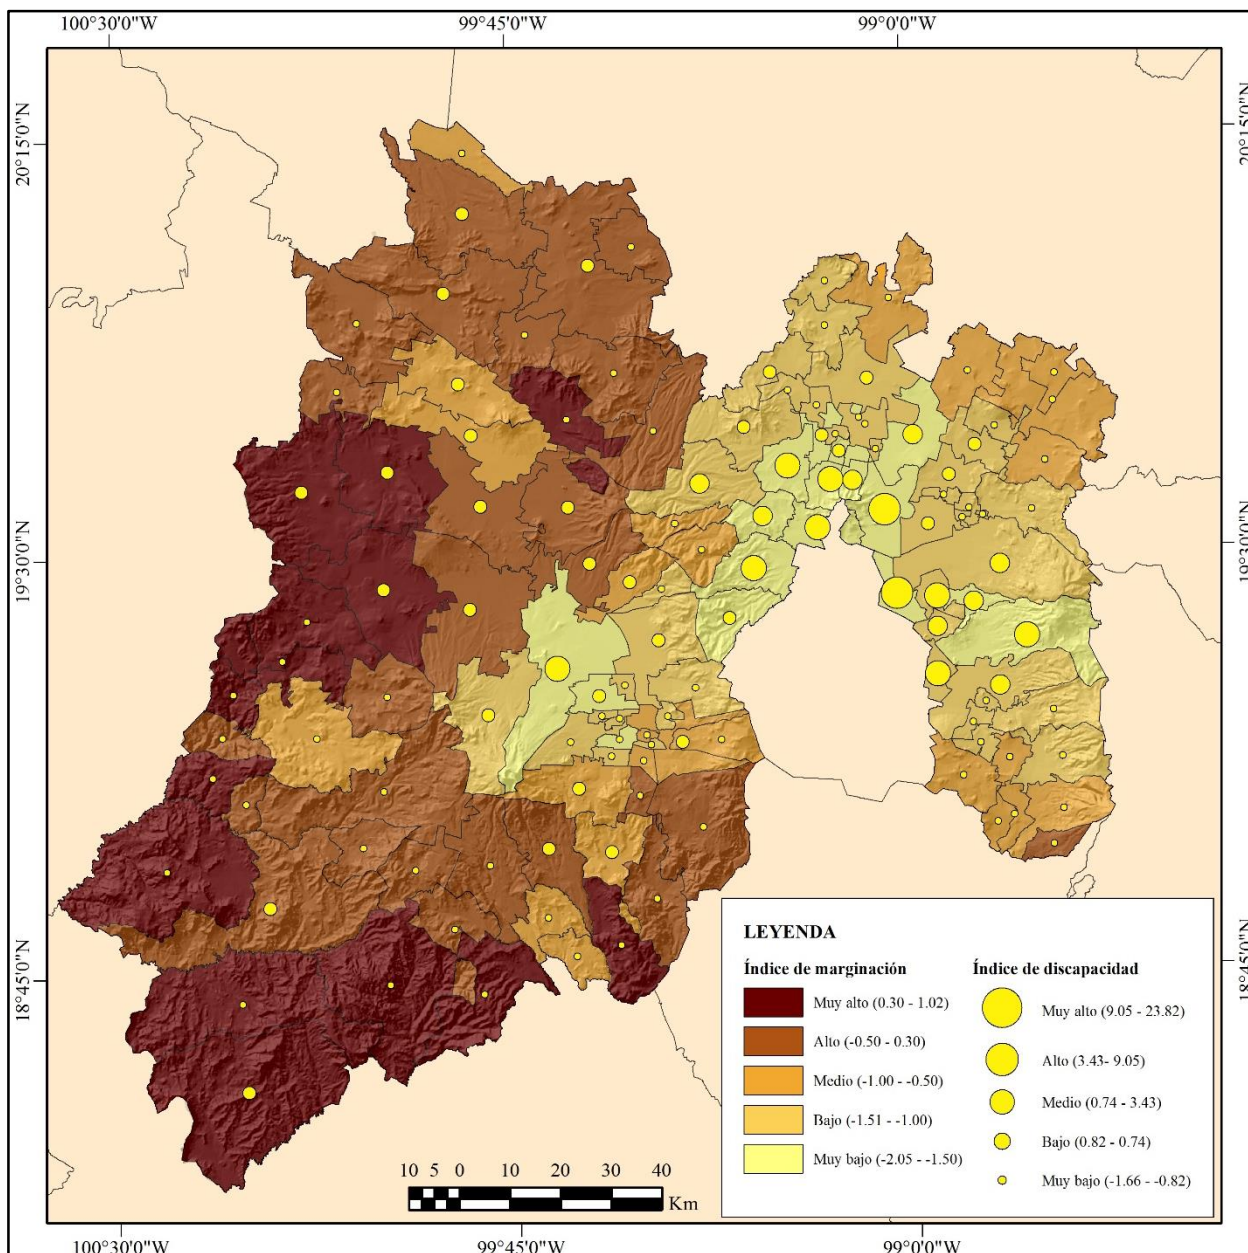 100°30'0"W 99°45'0"W 99°0'0"W
20°15'0"N
20°15'0"N
19°30'0"N
19°30'0"N
18°45'0"N
18°45'0"N
LEYENDA
Índice de marginación
Muy alto (0.30 - 1.02)
Alto (-0.50 - 0.30)
Medio (-1.00 - -0.50)
Bajo (-1.51 - -1.00)
Muy bajo (-2.05 - -1.50)
Índice de discapacidad
Muy alto (9.05 - 23.82)
Alto (3.43- 9.05)
Medio (0.74 - 3.43)
Bajo (0.82 - 0.74)
Muy bajo (-1.66 - -0.82)
10 5 0 10 20 30 40
Km
100°30'0"W 99°45'0"W 99°0'0"W